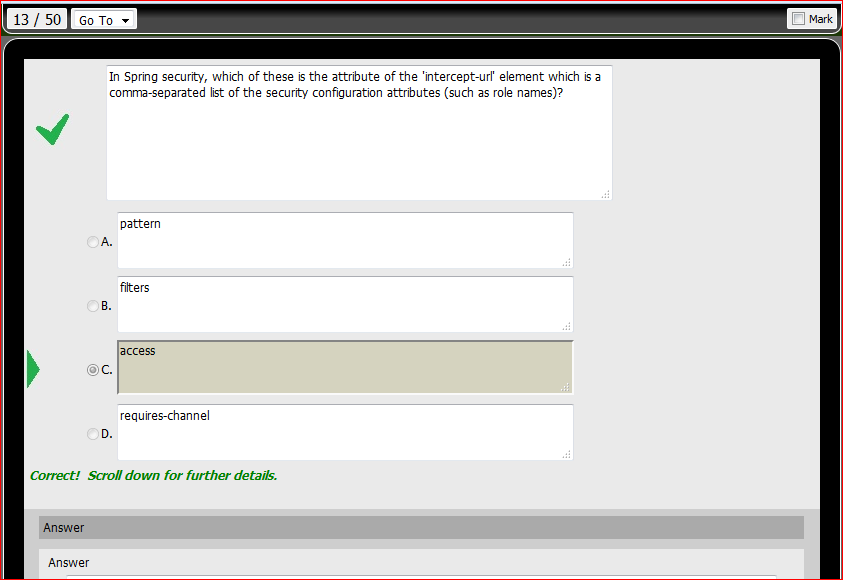 13 / 50 Go To Mark
In Spring security, which of these is the attribute of the 'intercept-url' element which is a
comma-separated list of the security configuration attributes (such as role names)?
A. pattern
B. filters
C. access
D. requires-channel
Correct! Scroll down for further details.
Answer
Answer